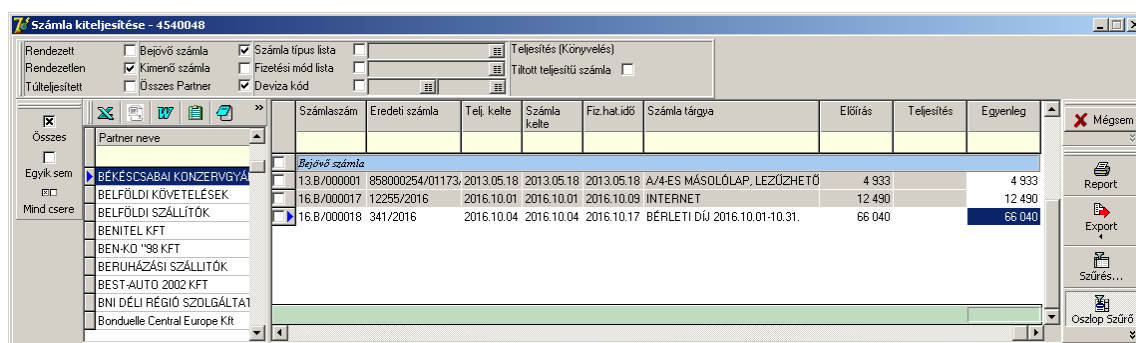 Számla kiteljesítése - 4540048
Rendezett Bejövő számla Számla típus lista Teljesítés (Könyvelés)
Rendezetlen Kimenő számla Fizetési mód lista Tiltott teljesítű számla
Túlteljesített Összes Partner Deviza kód
Összes
Egyik sem
Mind csere
»
Partner neve
BÉKÉSCSABAI KONZERVGYÁ
BELFÖLDI KÖVETELÉSEK
BELFÖLDI SZÁLLÍTÓK
BENITEL KFT
BEN-KO "98 KFT
BERUHÁZÁSI SZÁLLITÓK
BEST-AUTO 2002 KFT
BNI DÉLI RÉGIÓ SZOLGÁLTAT
Bonduelle Central Europe Kft
Számlaszám Eredeti számla Telj. kelte Számla kelte Fiz.hat.idő Számla tárgya Előírás Teljesítés Egyenleg
Bejövő számla
13.B/000001 858000254/01173 2013.05.18 2013.05.18 2013.05.18 A/4-ES MÁSOLÓLAP, LEZŰZHETŐ 4 933 4 933
16.B/000017 12255/2016 2016.10.01 2016.10.01 2016.10.09 INTERNET 12 490 12 490
16.B/000018 341/2016 2016.10.04 2016.10.04 2016.10.17 BÉRLETI DÍJ 2016.10.01-10.31. 66 040 66 040
Mégsem
Report
Export
Szűrés...
Oszlop Szűrő